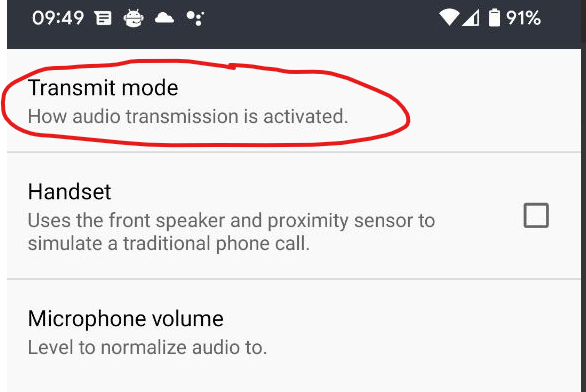 09:49 91%
Transmit mode
How audio transmission is activated.
Handset
Uses the front speaker and proximity sensor to
simulate a traditional phone call.
Microphone volume
Level to normalize audio to.